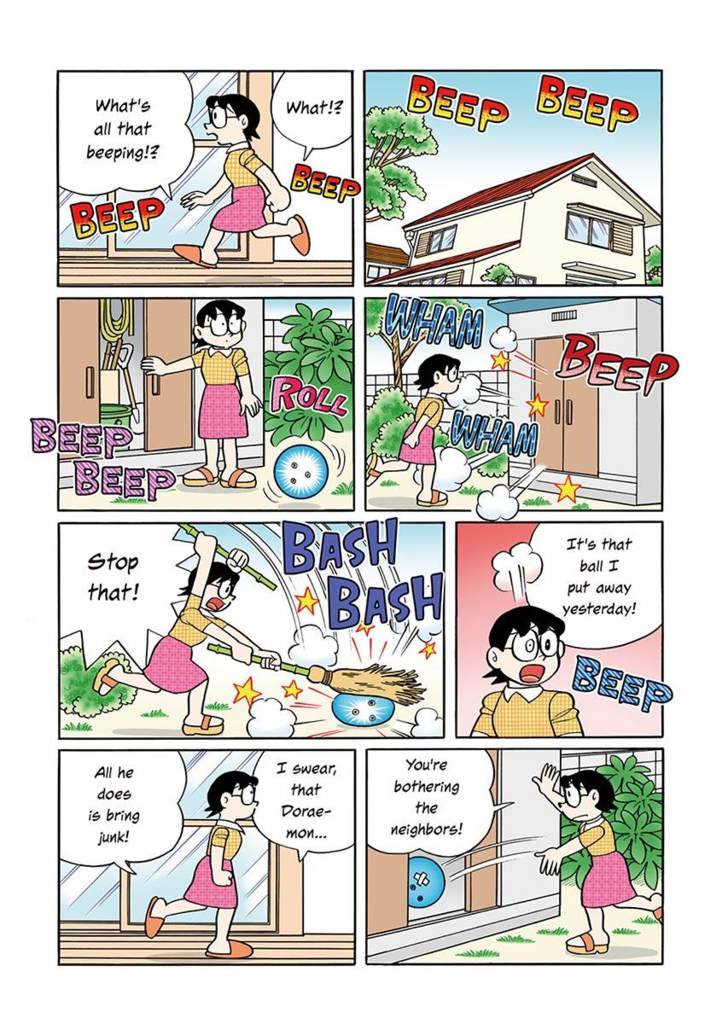 BEEP
BEEP
What!?
BEEP
What's
all that
beeping!?
BEEP
BEEP
WHAM
WHAM
ROLL
BEEP
BEEP
It's that
ball I
put away
yesterday!
BEEP
BASH
BASH
Stop
that!
You're
bothering
the
neighbors!
I swear,
that
Dorae-
mon...
All he
does
is bring
junk!